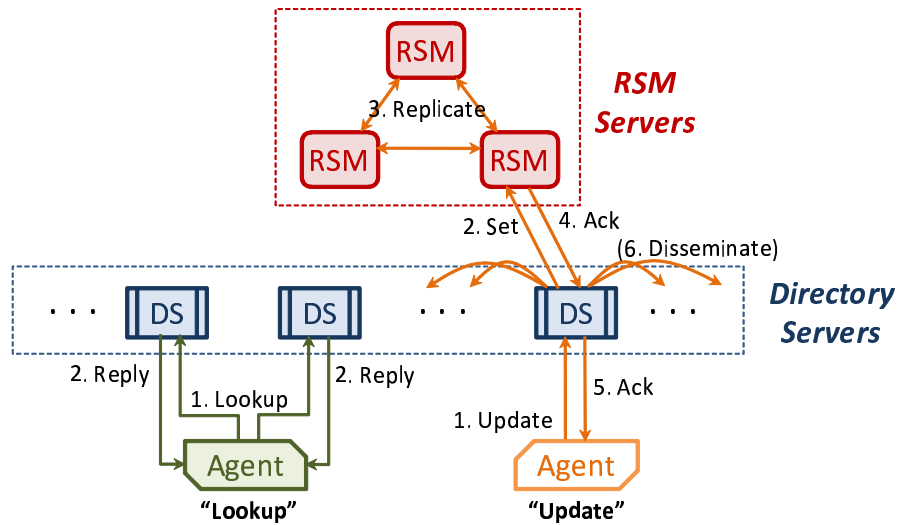 RSM
RSM
Servers
3. Replicate
RSM
RSM
2. Set
4. Ack
(6. Disseminate)
Directory
Servers
. . .
DS
DS
. . .
DS
. . .
2. Reply
1. Lookup
2. Reply
1. Update
5. Ack
Agent
Agent
“Lookup”
“Update”